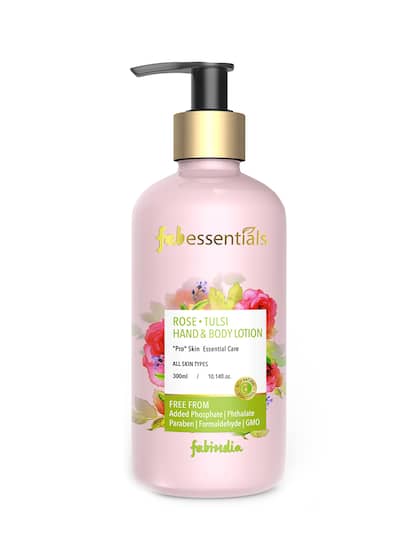 fabessentials
ROSE • TULSI
HAND & BODY LOTION
"Pro" Skin Essential Care
ALL SKIN TYPES
300ml / 10.14fl oz.
FREE FROM
Added Phosphate | Phthalate
Paraben | Formaldehyde | GMO
fabindia